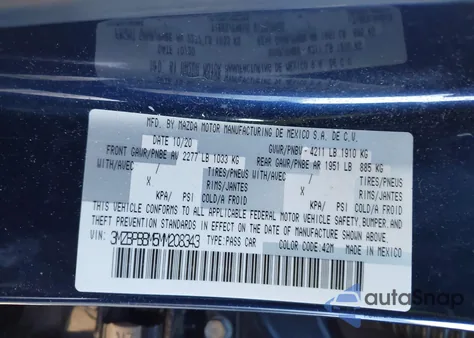 MFD. BY MAZDA MOTOR MANUFACTURING DE MEXICO S.A. DE C.V.
DATE 10/20 GVWR/PNBV - 4211 LB 1910 KG
FRONT GAWR/PNBE AV 2277 LB 1033 KG REAR GAWR/PNBE AR 1951 LB 885 KG
WITH/AVEC / TIRES/PNEUS WITH/AVEC / TIRES/PNEUS
X RIMS/JANTES X RIMS/JANTES
KPA/ PSI COLD/A FROID KPA/ PSI COLD/A FROID
THIS VEHICLE CONFORMS TO ALL APPLICABLE FEDERAL MOTOR VEHICLE SAFETY, BUMPER, AND
THEFT PREVENTION STANDARDS IN EFFECT ON THE DATE OF MANUFACTURE SHOWN ABOVE.
VIN: 3MZBPBBM5MM208343 TYPE: PASS CAR COLOR CODE: 42M MADE IN MEXICO
autoSnap